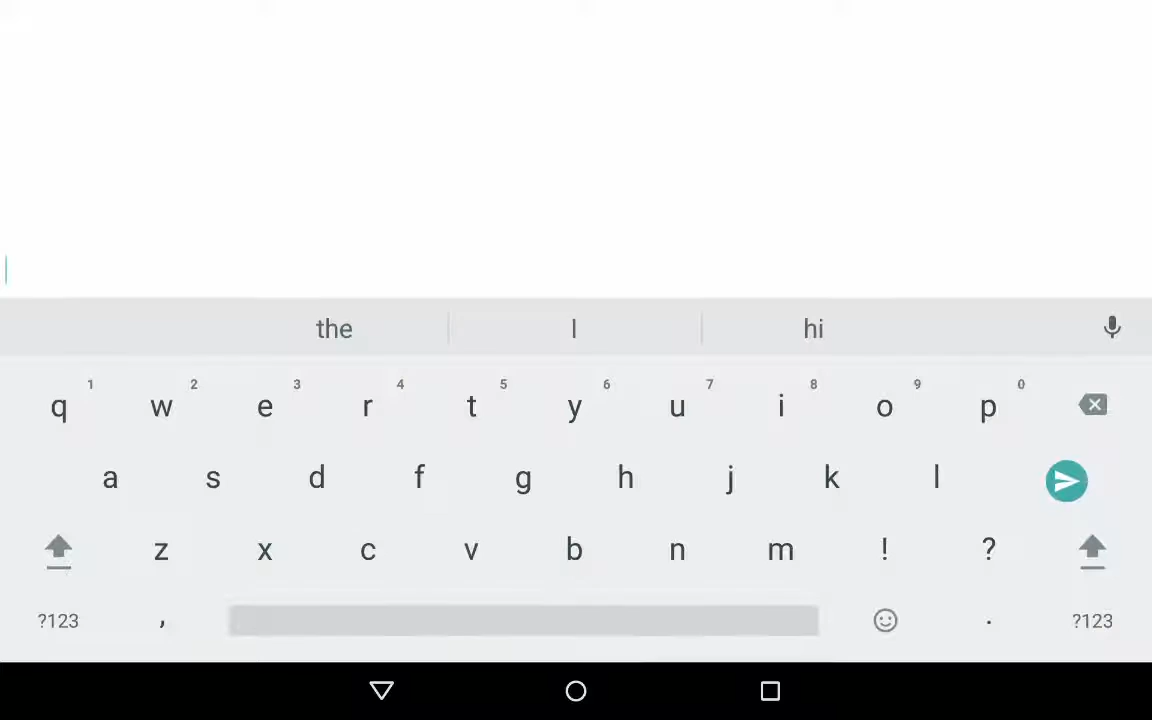 the I hi
1 2 3 4 5 6 7 8 9 0
q w e r t y u i o p
a s d f g h j k l
z x c v b n m ! ?
?123 , . ?123